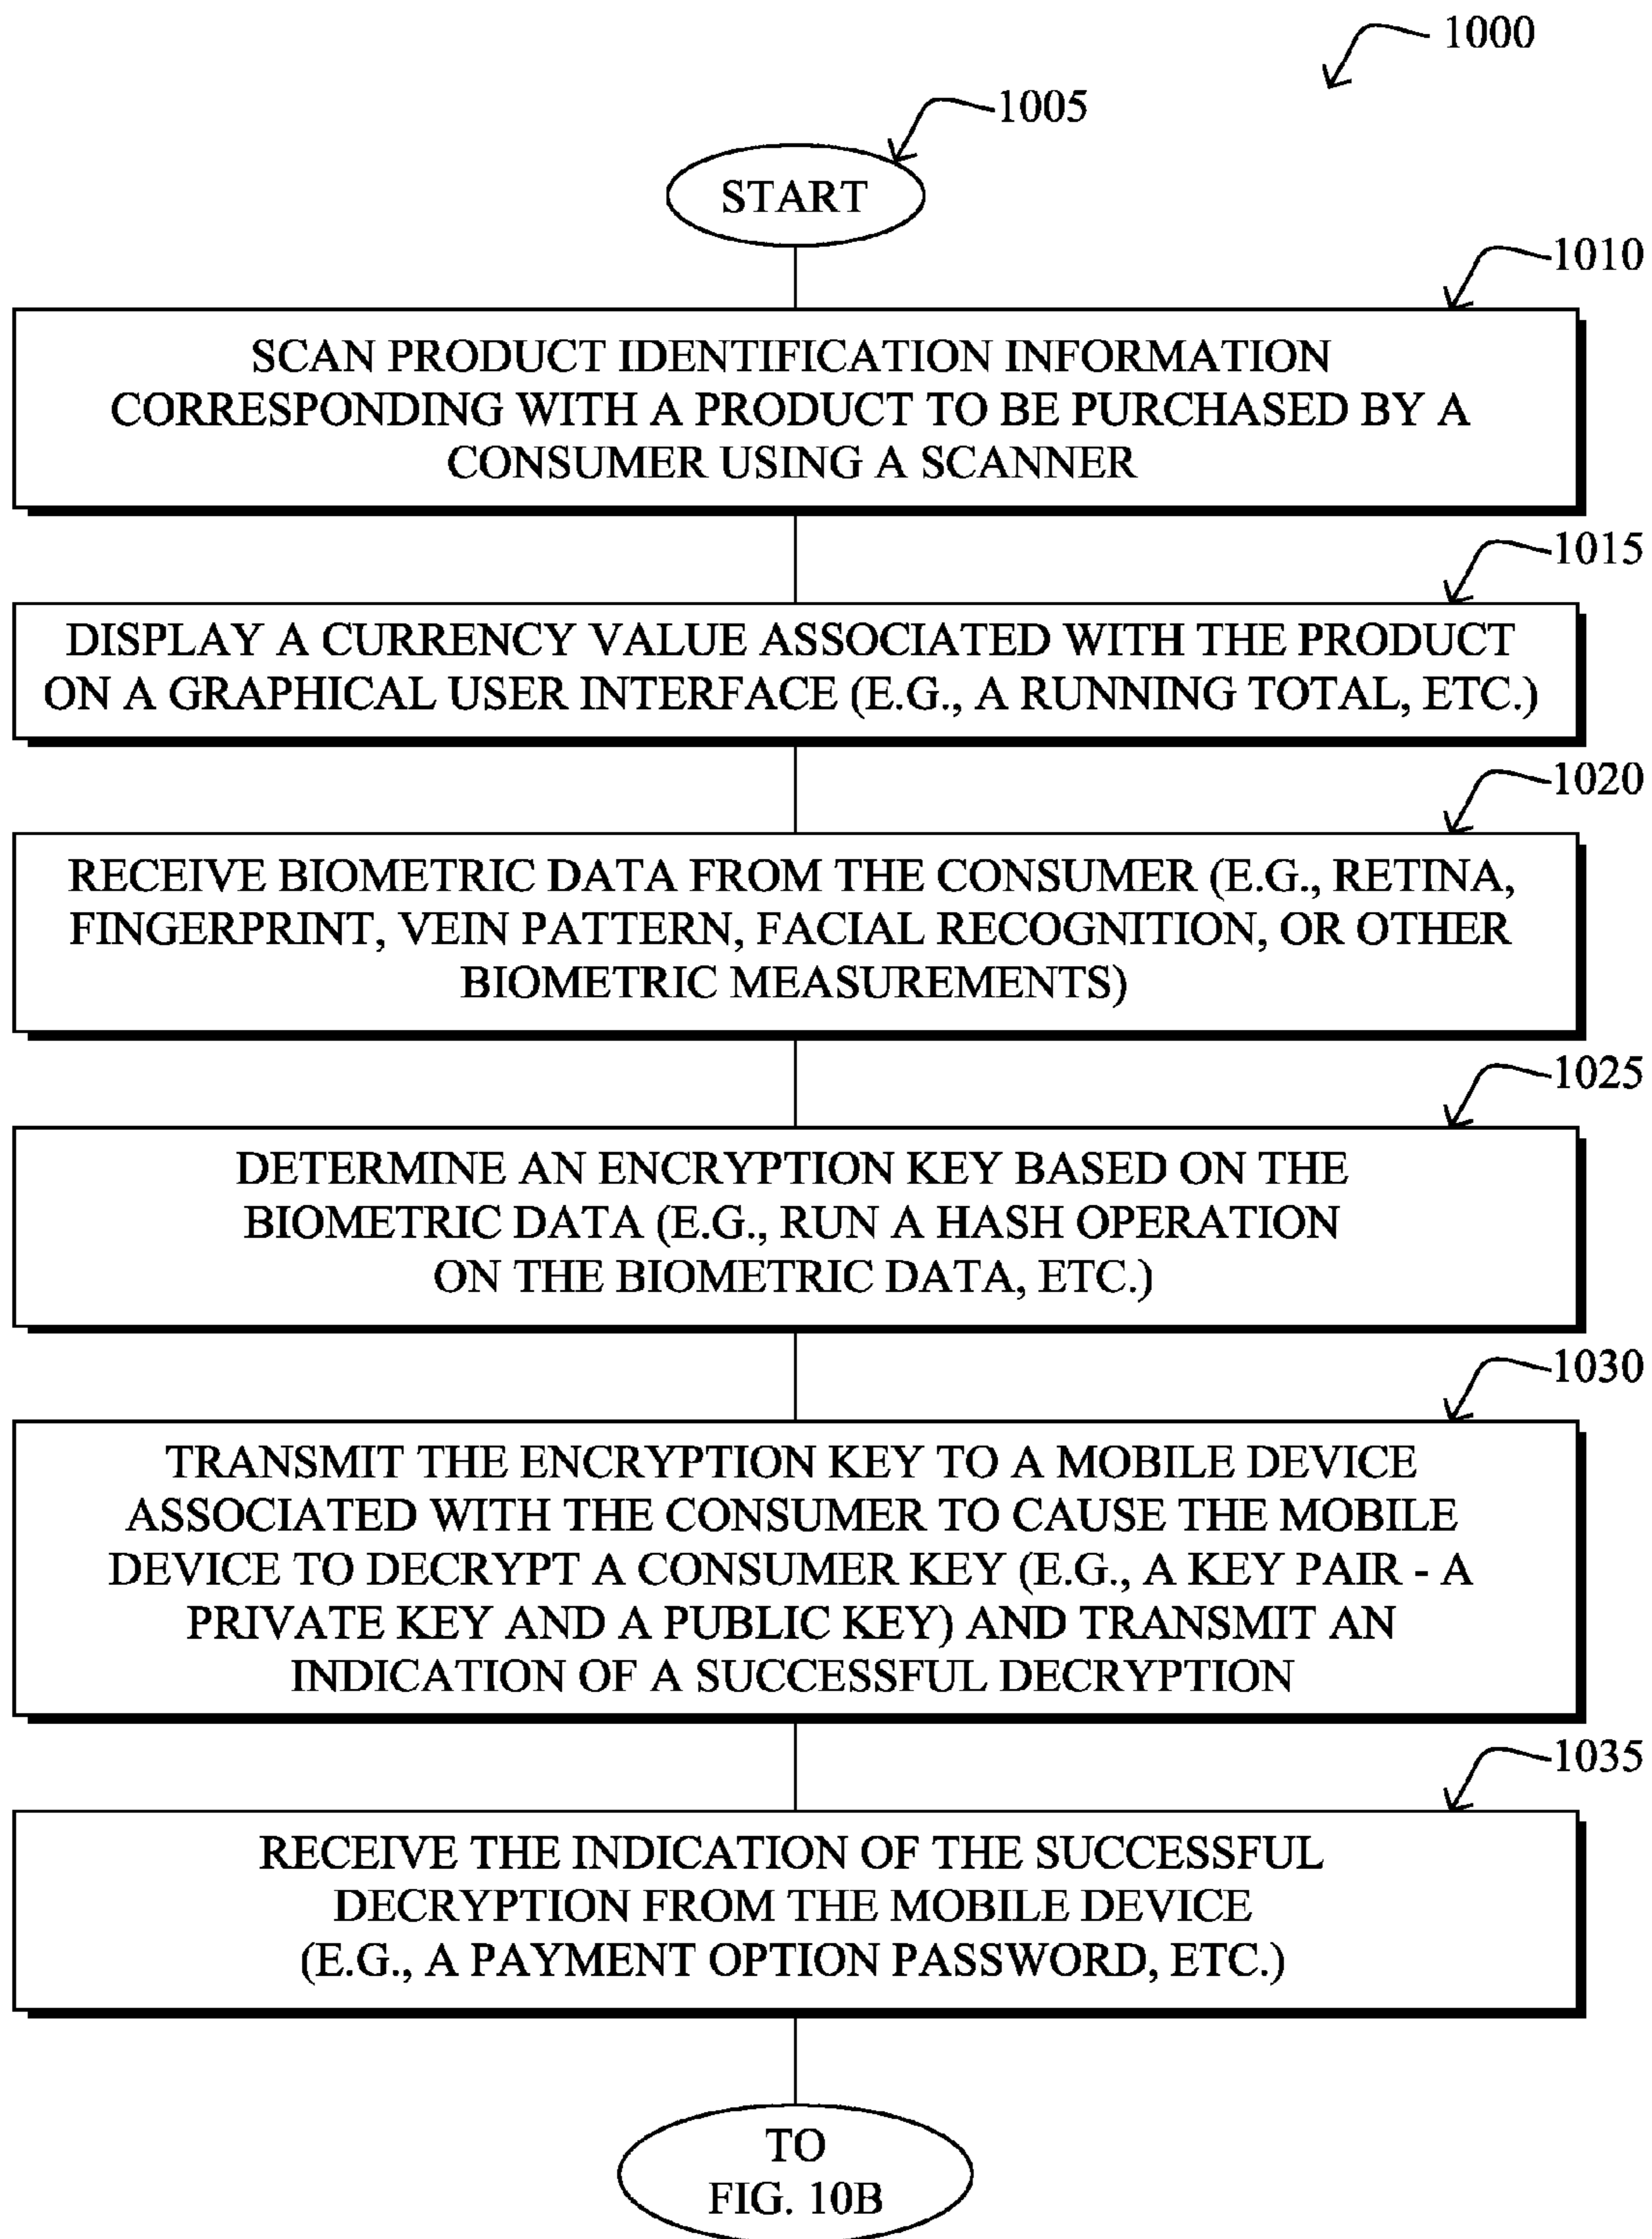 1000
1005
START
1010
SCAN PRODUCT IDENTIFICATION INFORMATION
CORRESPONDING WITH A PRODUCT TO BE PURCHASED BY A
CONSUMER USING A SCANNER
1015
DISPLAY A CURRENCY VALUE ASSOCIATED WITH THE PRODUCT
ON A GRAPHICAL USER INTERFACE (E.G., A RUNNING TOTAL, ETC.)
1020
RECEIVE BIOMETRIC DATA FROM THE CONSUMER (E.G., RETINA,
FINGERPRINT, VEIN PATTERN, FACIAL RECOGNITION, OR OTHER
BIOMETRIC MEASUREMENTS)
1025
DETERMINE AN ENCRYPTION KEY BASED ON THE
BIOMETRIC DATA (E.G., RUN A HASH OPERATION
ON THE BIOMETRIC DATA, ETC.)
1030
TRANSMIT THE ENCRYPTION KEY TO A MOBILE DEVICE
ASSOCIATED WITH THE CONSUMER TO CAUSE THE MOBILE
DEVICE TO DECRYPT A CONSUMER KEY (E.G., A KEY PAIR - A
PRIVATE KEY AND A PUBLIC KEY) AND TRANSMIT AN
INDICATION OF A SUCCESSFUL DECRYPTION
1035
RECEIVE THE INDICATION OF THE SUCCESSFUL
DECRYPTION FROM THE MOBILE DEVICE
(E.G., A PAYMENT OPTION PASSWORD, ETC.)
TO
FIG. 10B